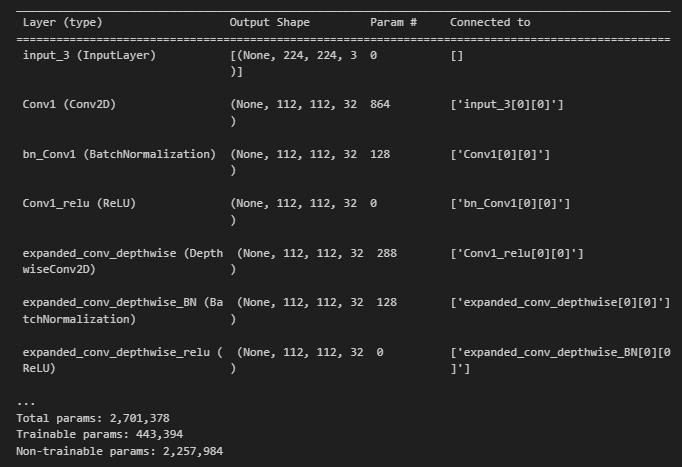 Layer (type) Output Shape Param # Connected to
==================================================================================================
input_3 (InputLayer) [(None, 224, 224, 3 0 []
)]
Conv1 (Conv2D) (None, 112, 112, 32 864 ['input_3[0][0]']
)
bn_Conv1 (BatchNormalization) (None, 112, 112, 32 128 ['Conv1[0][0]']
)
Conv1_relu (ReLU) (None, 112, 112, 32 0 ['bn_Conv1[0][0]']
)
expanded_conv_depthwise (Depth (None, 112, 112, 32 288 ['Conv1_relu[0][0]']
wiseConv2D) )
expanded_conv_depthwise_BN (Ba (None, 112, 112, 32 128 ['expanded_conv_depthwise[0][0]']
tchNormalization) )
expanded_conv_depthwise_relu ( (None, 112, 112, 32 0 ['expanded_conv_depthwise_BN[0][0
ReLU) ) ]']
...
Total params: 2,701,378
Trainable params: 443,394
Non-trainable params: 2,257,984